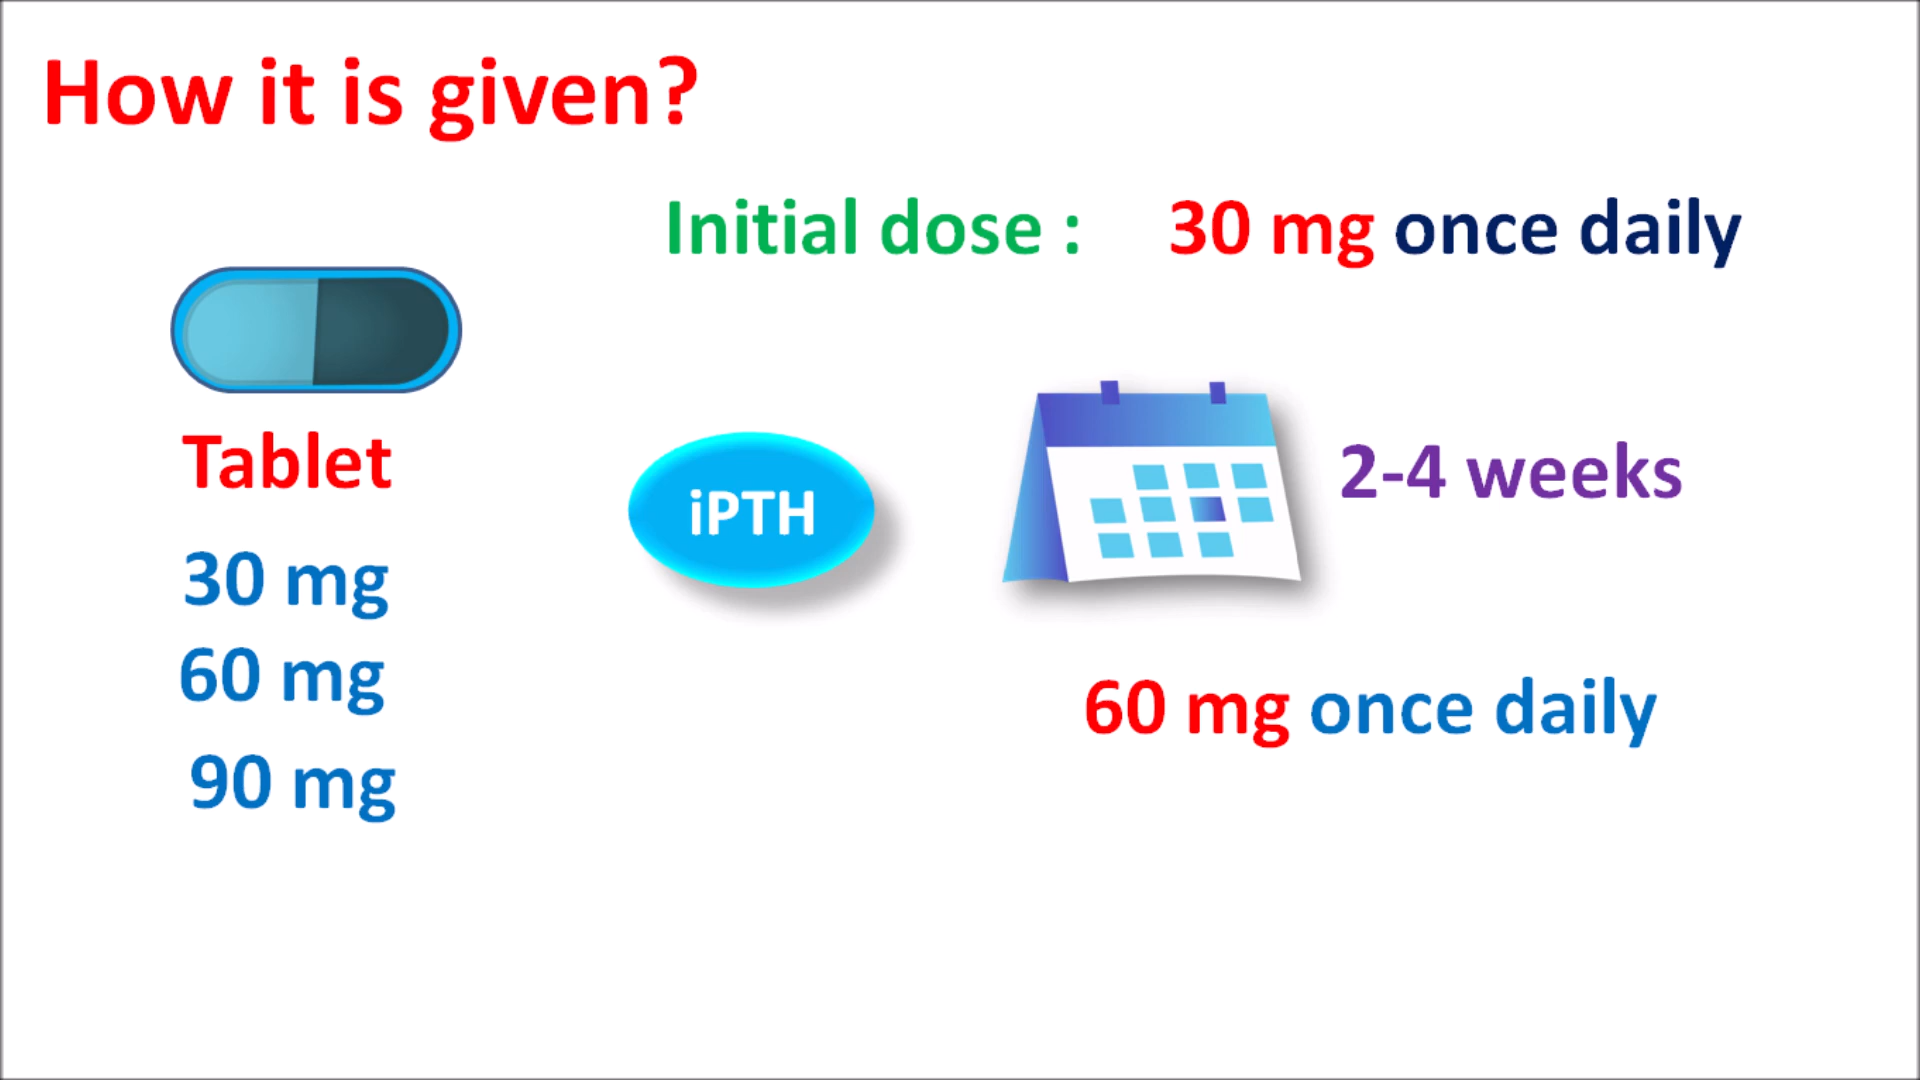 How it is given?
Initial dose : 30 mg once daily
Tablet
30 mg
60 mg
90 mg
iPTH
2-4 weeks
60 mg once daily